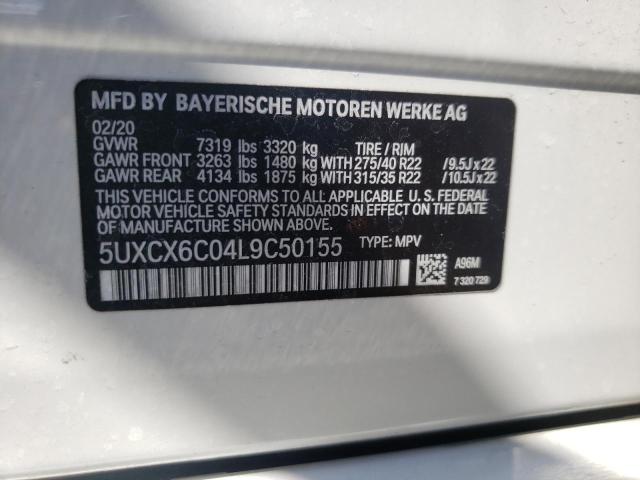 MFD BY BAYERISCHE MOTOREN WERKE AG
02/20
GVWR 7319 lbs 3320 kg TIRE / RIM
GAWR FRONT 3263 lbs 1480 kg WITH 275/40 R22 / 9.5J x 22
GAWR REAR 4134 lbs 1875 kg WITH 315/35 R22 / 10.5J x 22
THIS VEHICLE CONFORMS TO ALL APPLICABLE U. S. FEDERAL
MOTOR VEHICLE SAFETY STANDARDS IN EFFECT ON THE DATE
OF MANUFACTURE SHOWN ABOVE.
5UXCX6C04L9C50155 TYPE: MPV
A96M
7 320 729